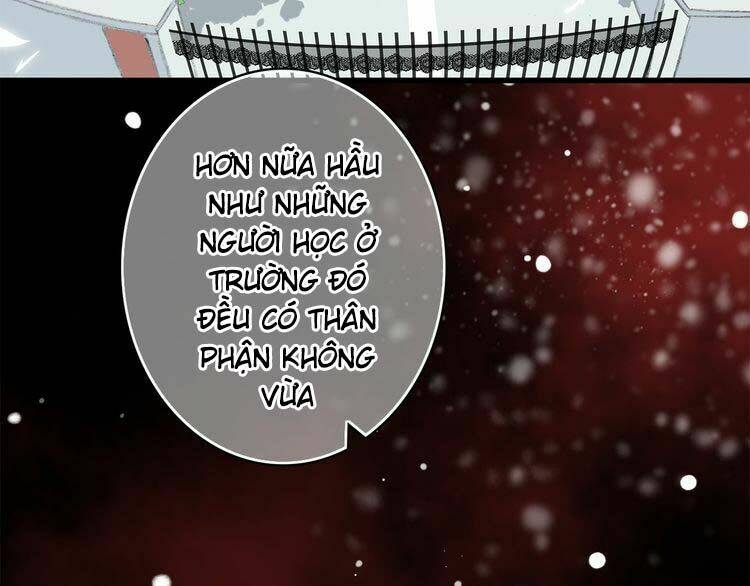 HƠN NỮA HẦU
NHƯ NHỮNG
NGƯỜI HỌC Ở
TRƯỜNG ĐÓ
ĐỀU CÓ THÂN
PHẬN KHÔNG
VỪA